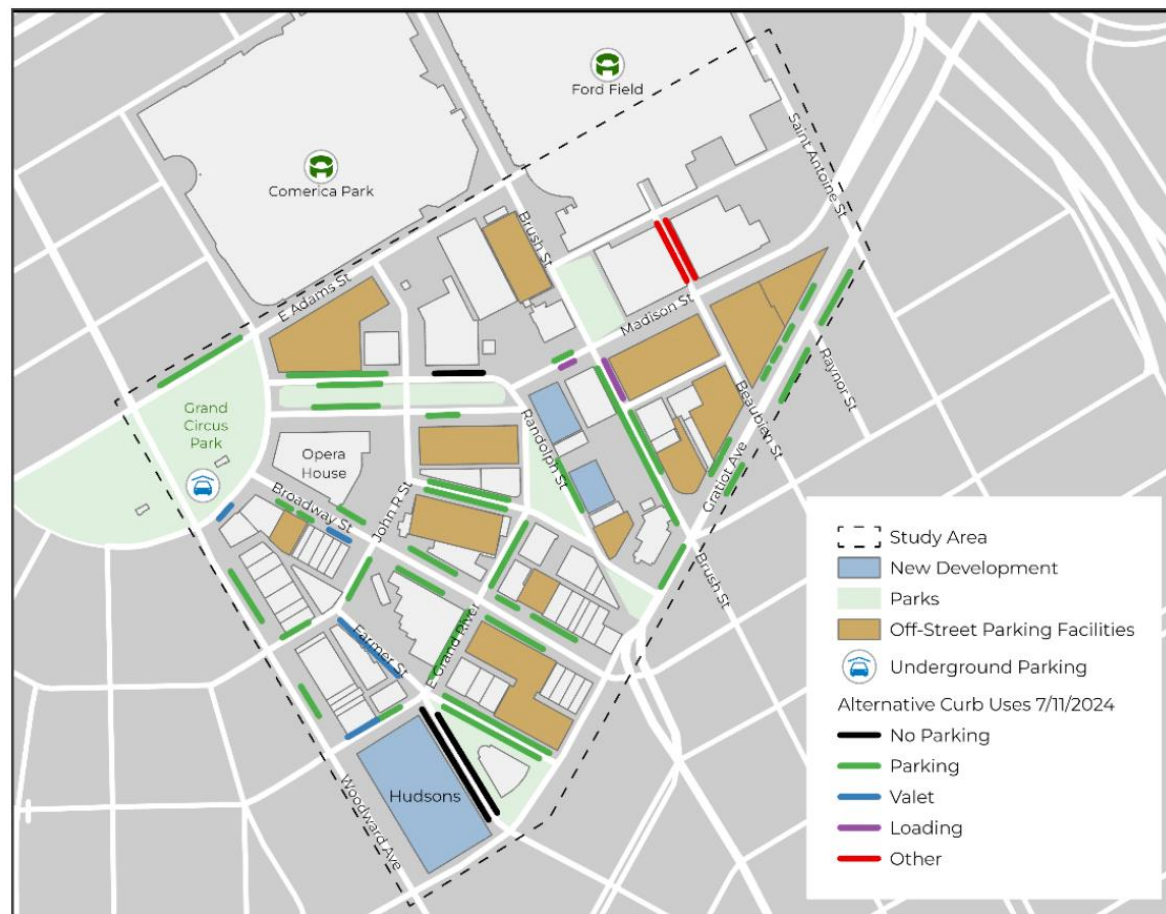 Ford Field
Comerica Park
Saint Antoine St
Brush St
E Adams St
Madison St
Raynor St
Beaubien St
Grand
Circus
Park
Opera
House
Randolph St
Gratiot Ave
Broadway St
John R St
Brush St
Farmer St
E Grand River
Hudsons
Woodward Ave
Study Area
New Development
Parks
Off-Street Parking Facilities
Underground Parking
Alternative Curb Uses 7/11/2024
No Parking
Parking
Valet
Loading
Other